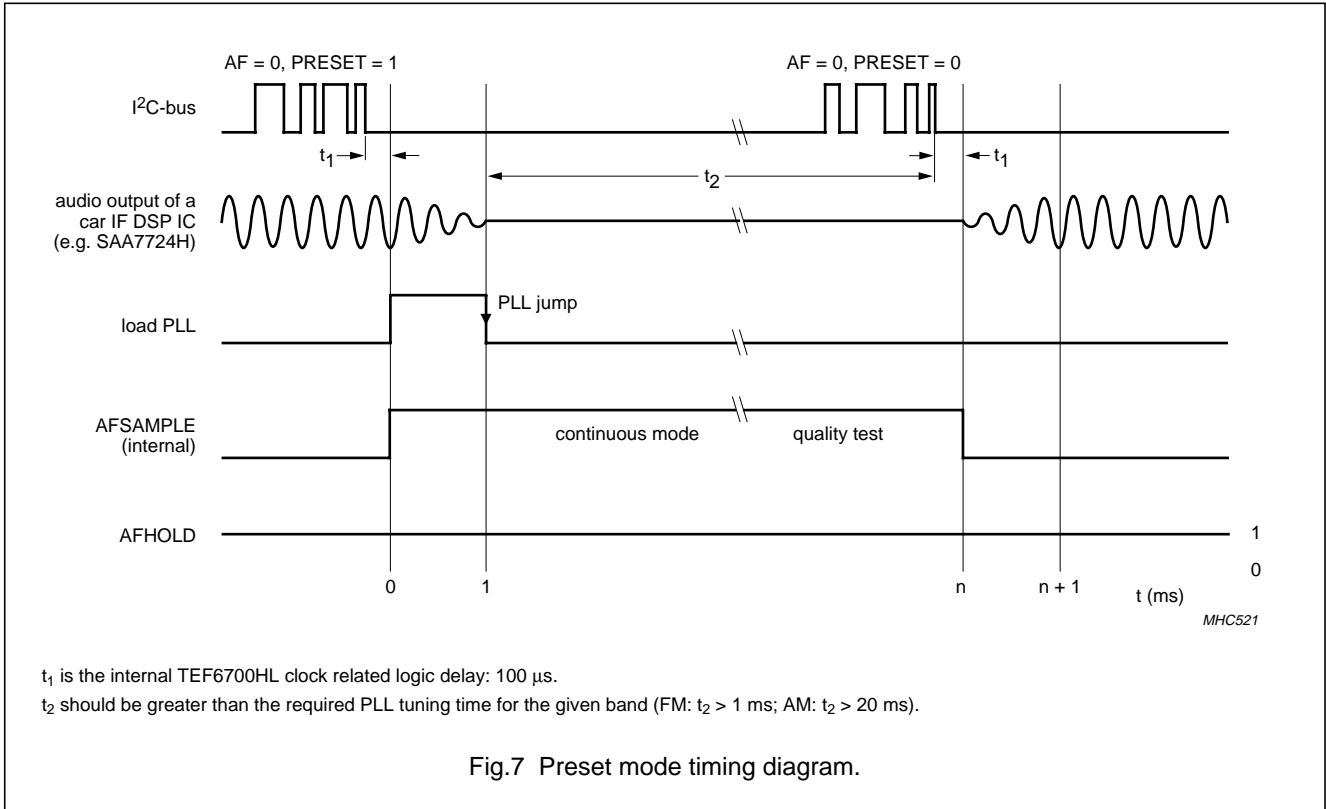 AF = 0, PRESET = 1
AF = 0, PRESET = 0
I²C-bus
t₁
t₁
t₂
audio output of a
car IF DSP IC
(e.g. SAA7724H)
PLL jump
load PLL
AFSAMPLE
(internal)
continuous mode
quality test
AFHOLD
1
0
0
1
n
n + 1
t (ms)
MHC521
t₁ is the internal TEF6700HL clock related logic delay: 100 μs.
t₂ should be greater than the required PLL tuning time for the given band (FM: t₂ > 1 ms; AM: t₂ > 20 ms).
Fig.7 Preset mode timing diagram.